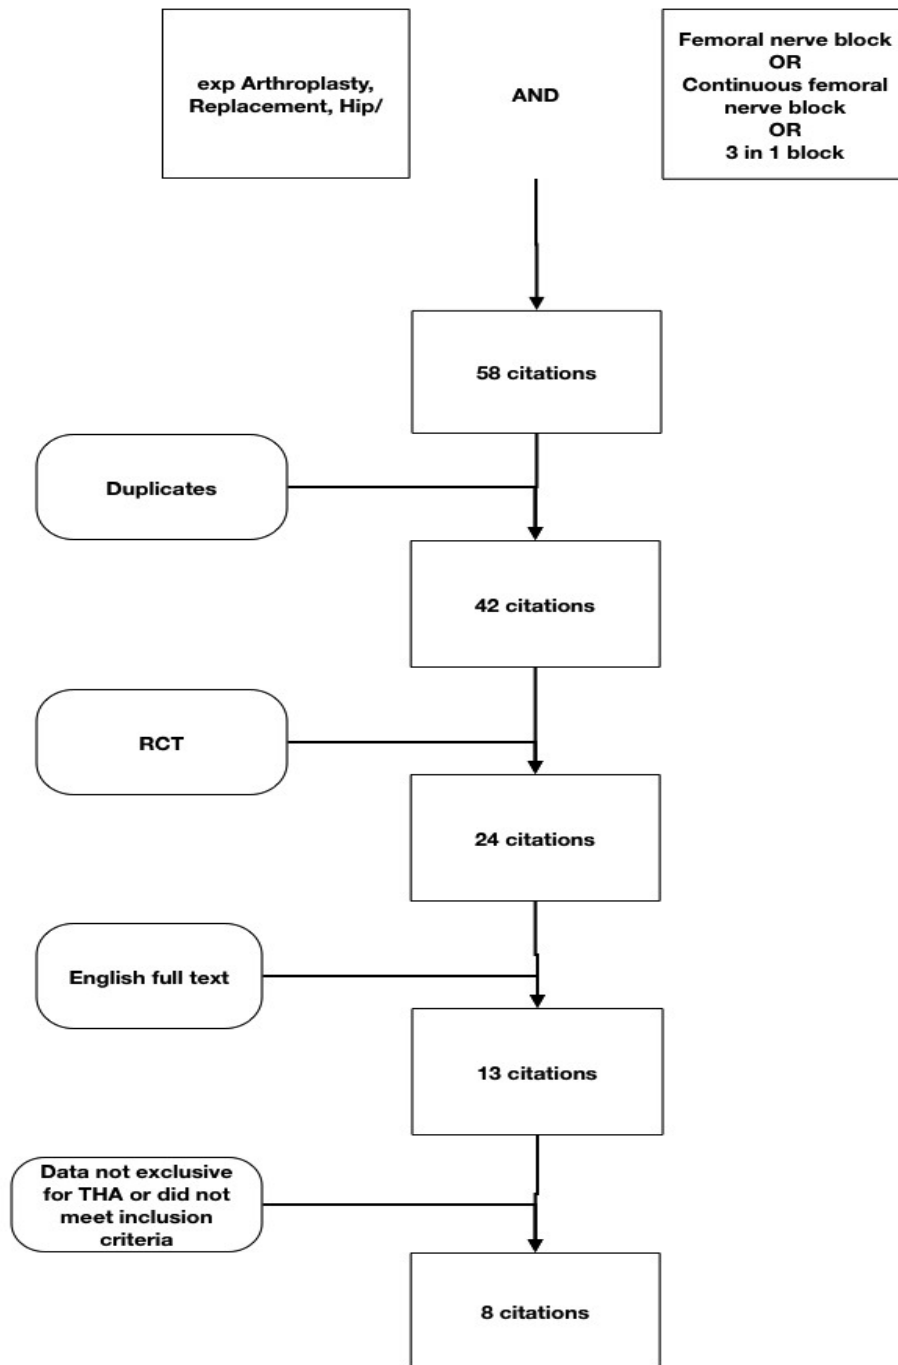 exp Arthroplasty,
Replacement, Hip/
AND
Femoral nerve block
OR
Continuous femoral
nerve block
OR
3 in 1 block
58 citations
Duplicates
42 citations
RCT
24 citations
English full text
13 citations
Data not exclusive
for THA or did not
meet inclusion
criteria
8 citations